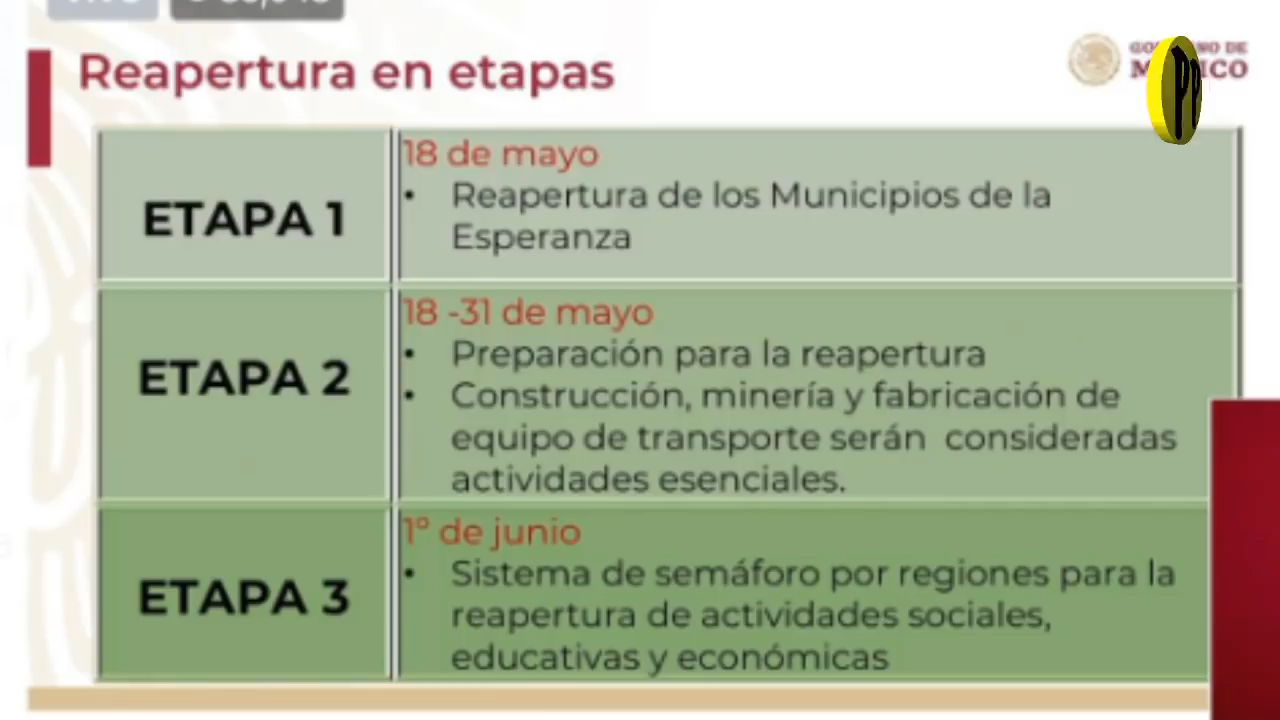 Reapertura en etapas
ETAPA 1
18 de mayo
• Reapertura de los Municipios de la
Esperanza
ETAPA 2
18 -31 de mayo
• Preparación para la reapertura
• Construcción, minería y fabricación de
equipo de transporte serán consideradas
actividades esenciales.
ETAPA 3
1º de junio
• Sistema de semáforo por regiones para la
reapertura de actividades sociales,
educativas y económicas